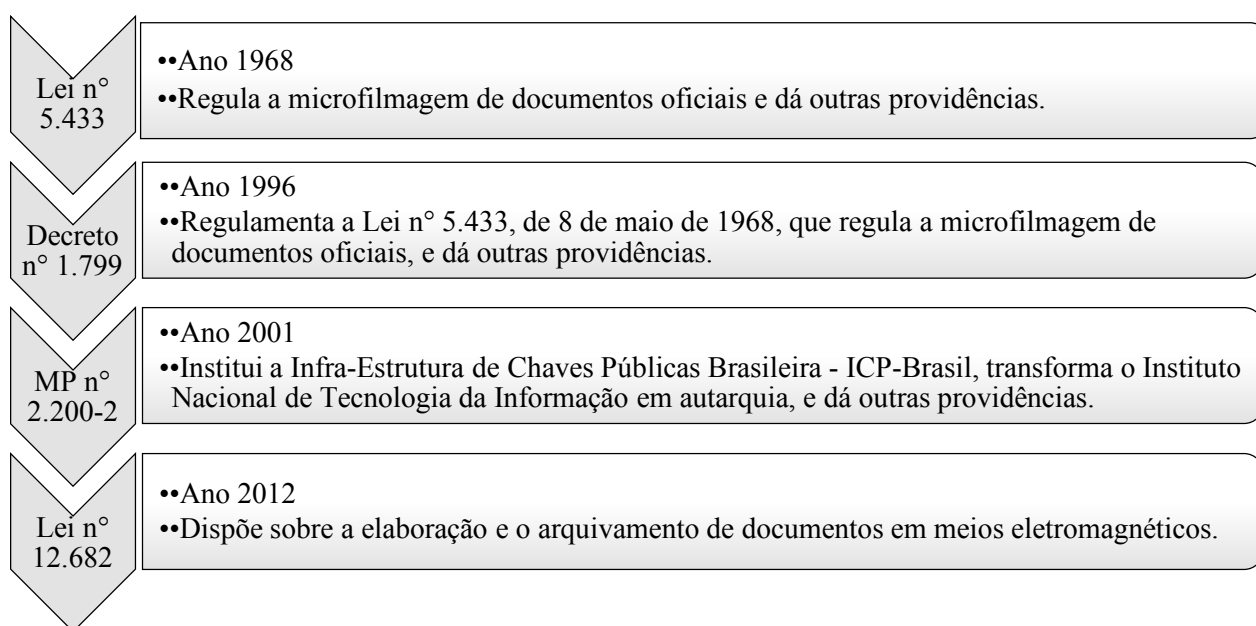 Lei n°
5.433
••Ano 1968
••Regula a microfilmagem de documentos oficiais e dá outras providências.
Decreto
n° 1.799
••Ano 1996
••Regulamenta a Lei n° 5.433, de 8 de maio de 1968, que regula a microfilmagem de
documentos oficiais, e dá outras providências.
MP n°
2.200-2
••Ano 2001
••Institui a Infra-Estrutura de Chaves Públicas Brasileira - ICP-Brasil, transforma o Instituto
Nacional de Tecnologia da Informação em autarquia, e dá outras providências.
Lei n°
12.682
••Ano 2012
••Dispõe sobre a elaboração e o arquivamento de documentos em meios eletromagnéticos.